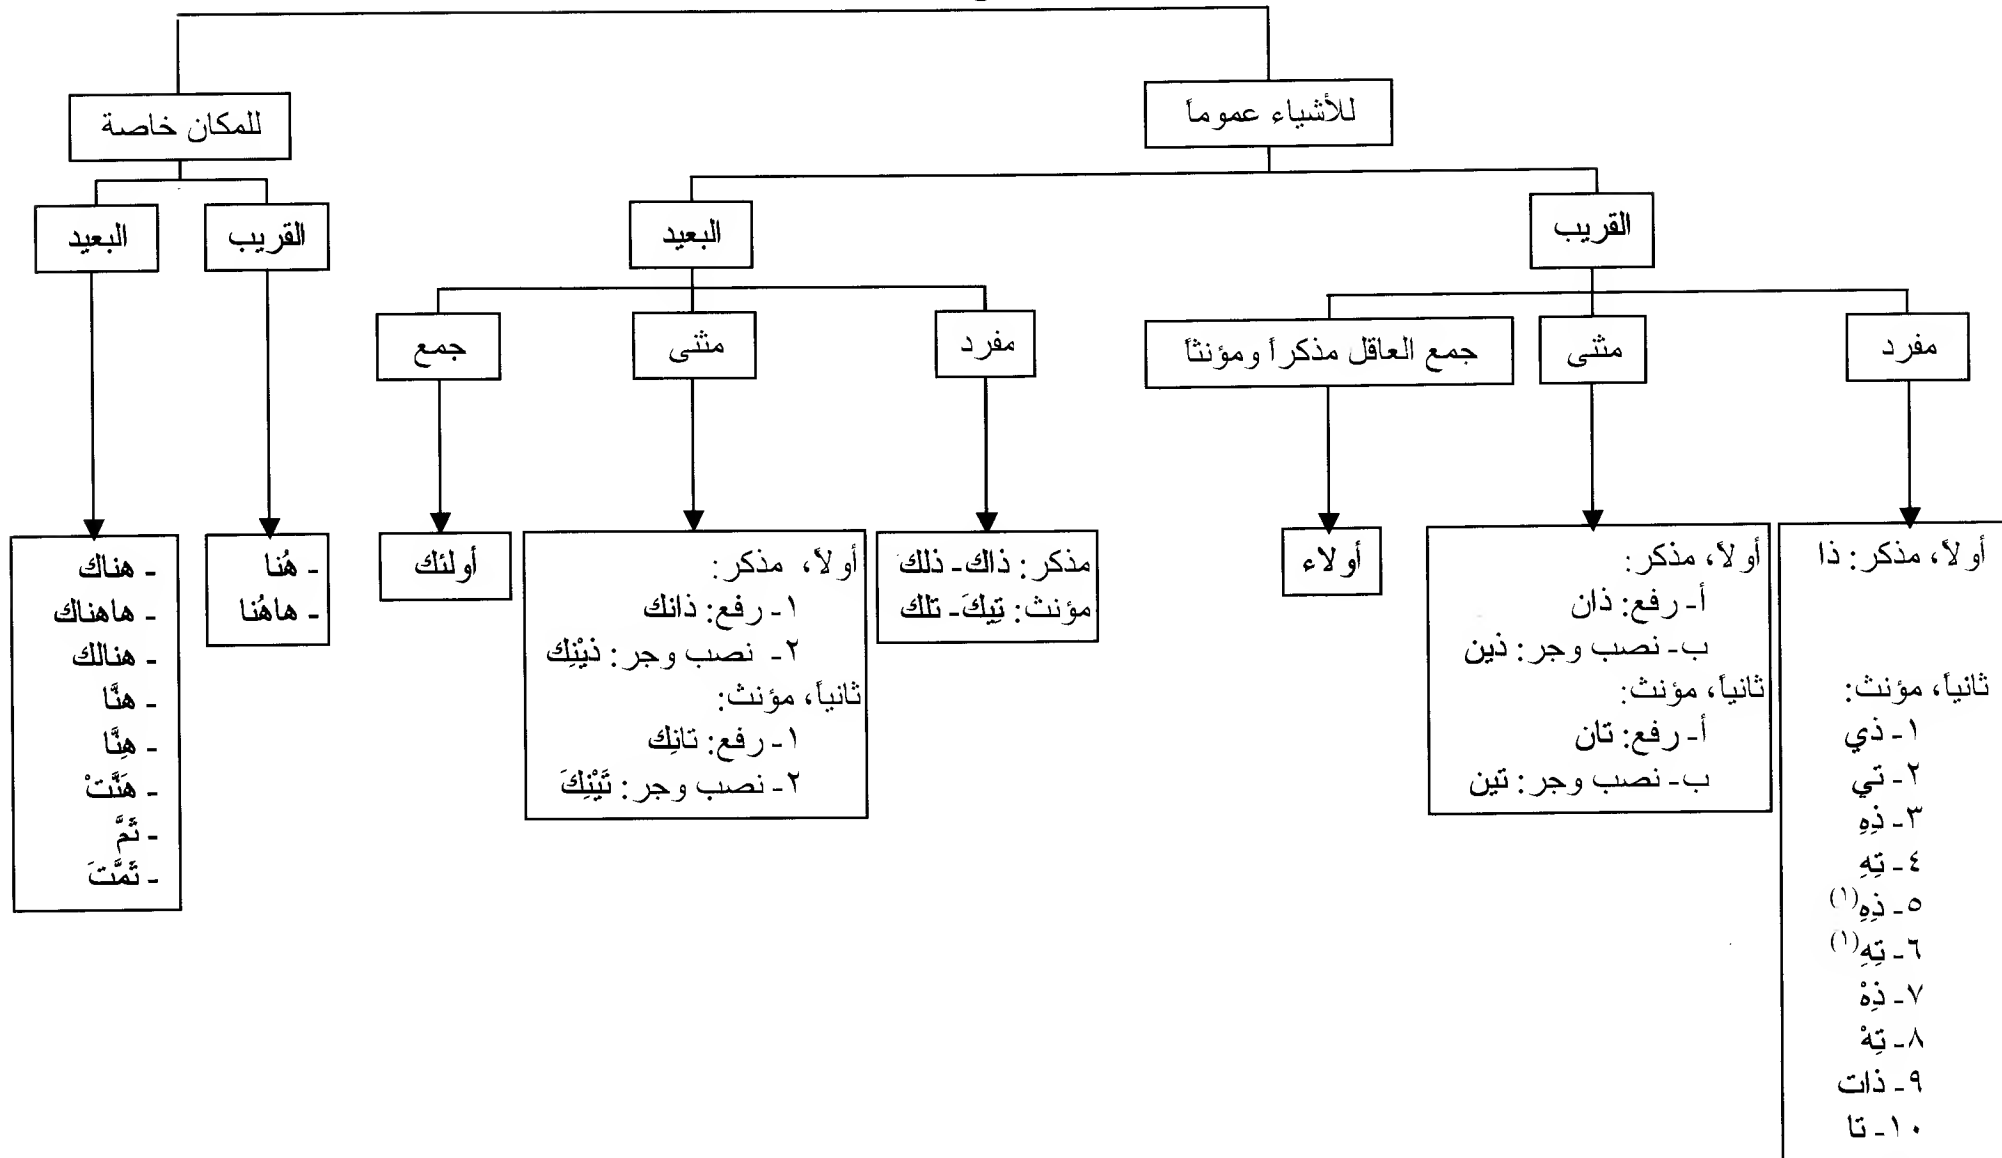 للأشياء عموماً
للمكان خاصة
القريب
البعيد
القريب
البعيد
مفرد
مثنى
جمع العاقل مذكراً ومؤنثاً
مفرد
مثنى
جمع
أولاً، مذكر: ذا
ثانياً، مؤنث:
١- ذي
٢- تي
٣- ذِهِ
٤- تِهِ
٥- ذِهِ(١)
٦- تِهِ(١)
٧- ذِهْ
٨- تِهْ
٩- ذات
١٠- تا
أولاً، مذكر:
أ- رفع: ذان
ب- نصب وجر: ذين
ثانياً، مؤنث:
أ- رفع: تان
ب- نصب وجر: تين
أولاء
مذكر: ذاك- ذلك
مؤنث: تِيكَ- تلك
أولاً، مذكر:
١- رفع: ذانك
٢- نصب وجر: ذيْنِك
ثانياً، مؤنث:
١- رفع: تانِك
٢- نصب وجر: تَيْنِكَ
أولئك
- هُنا
- هاهُنا
- هناك
- هاهناك
- هنالك
- هنَّا
- هِنَّا
- هَنَّتْ
- ثَمَّ
- ثَمَّتَ